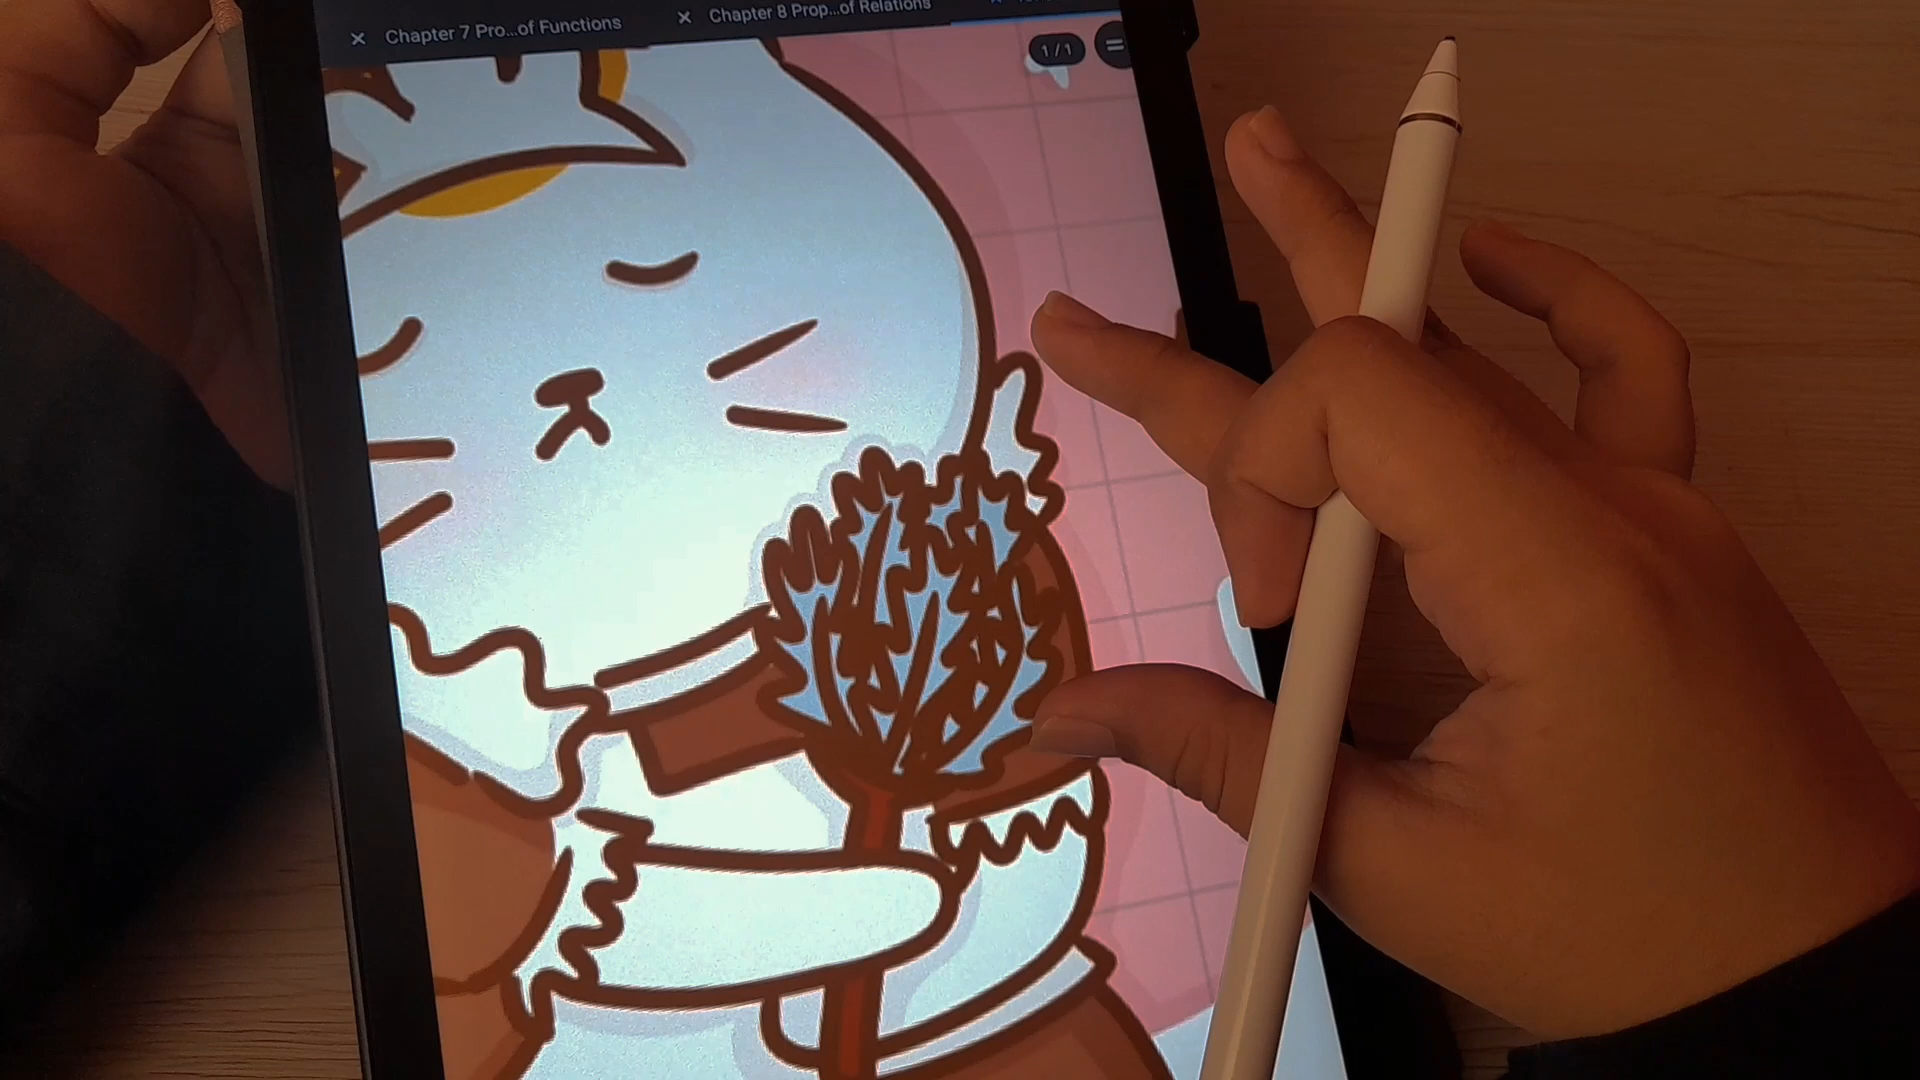 Chapter 7 Pro...of Functions
Chapter 8 Prop...of Relations
1/1